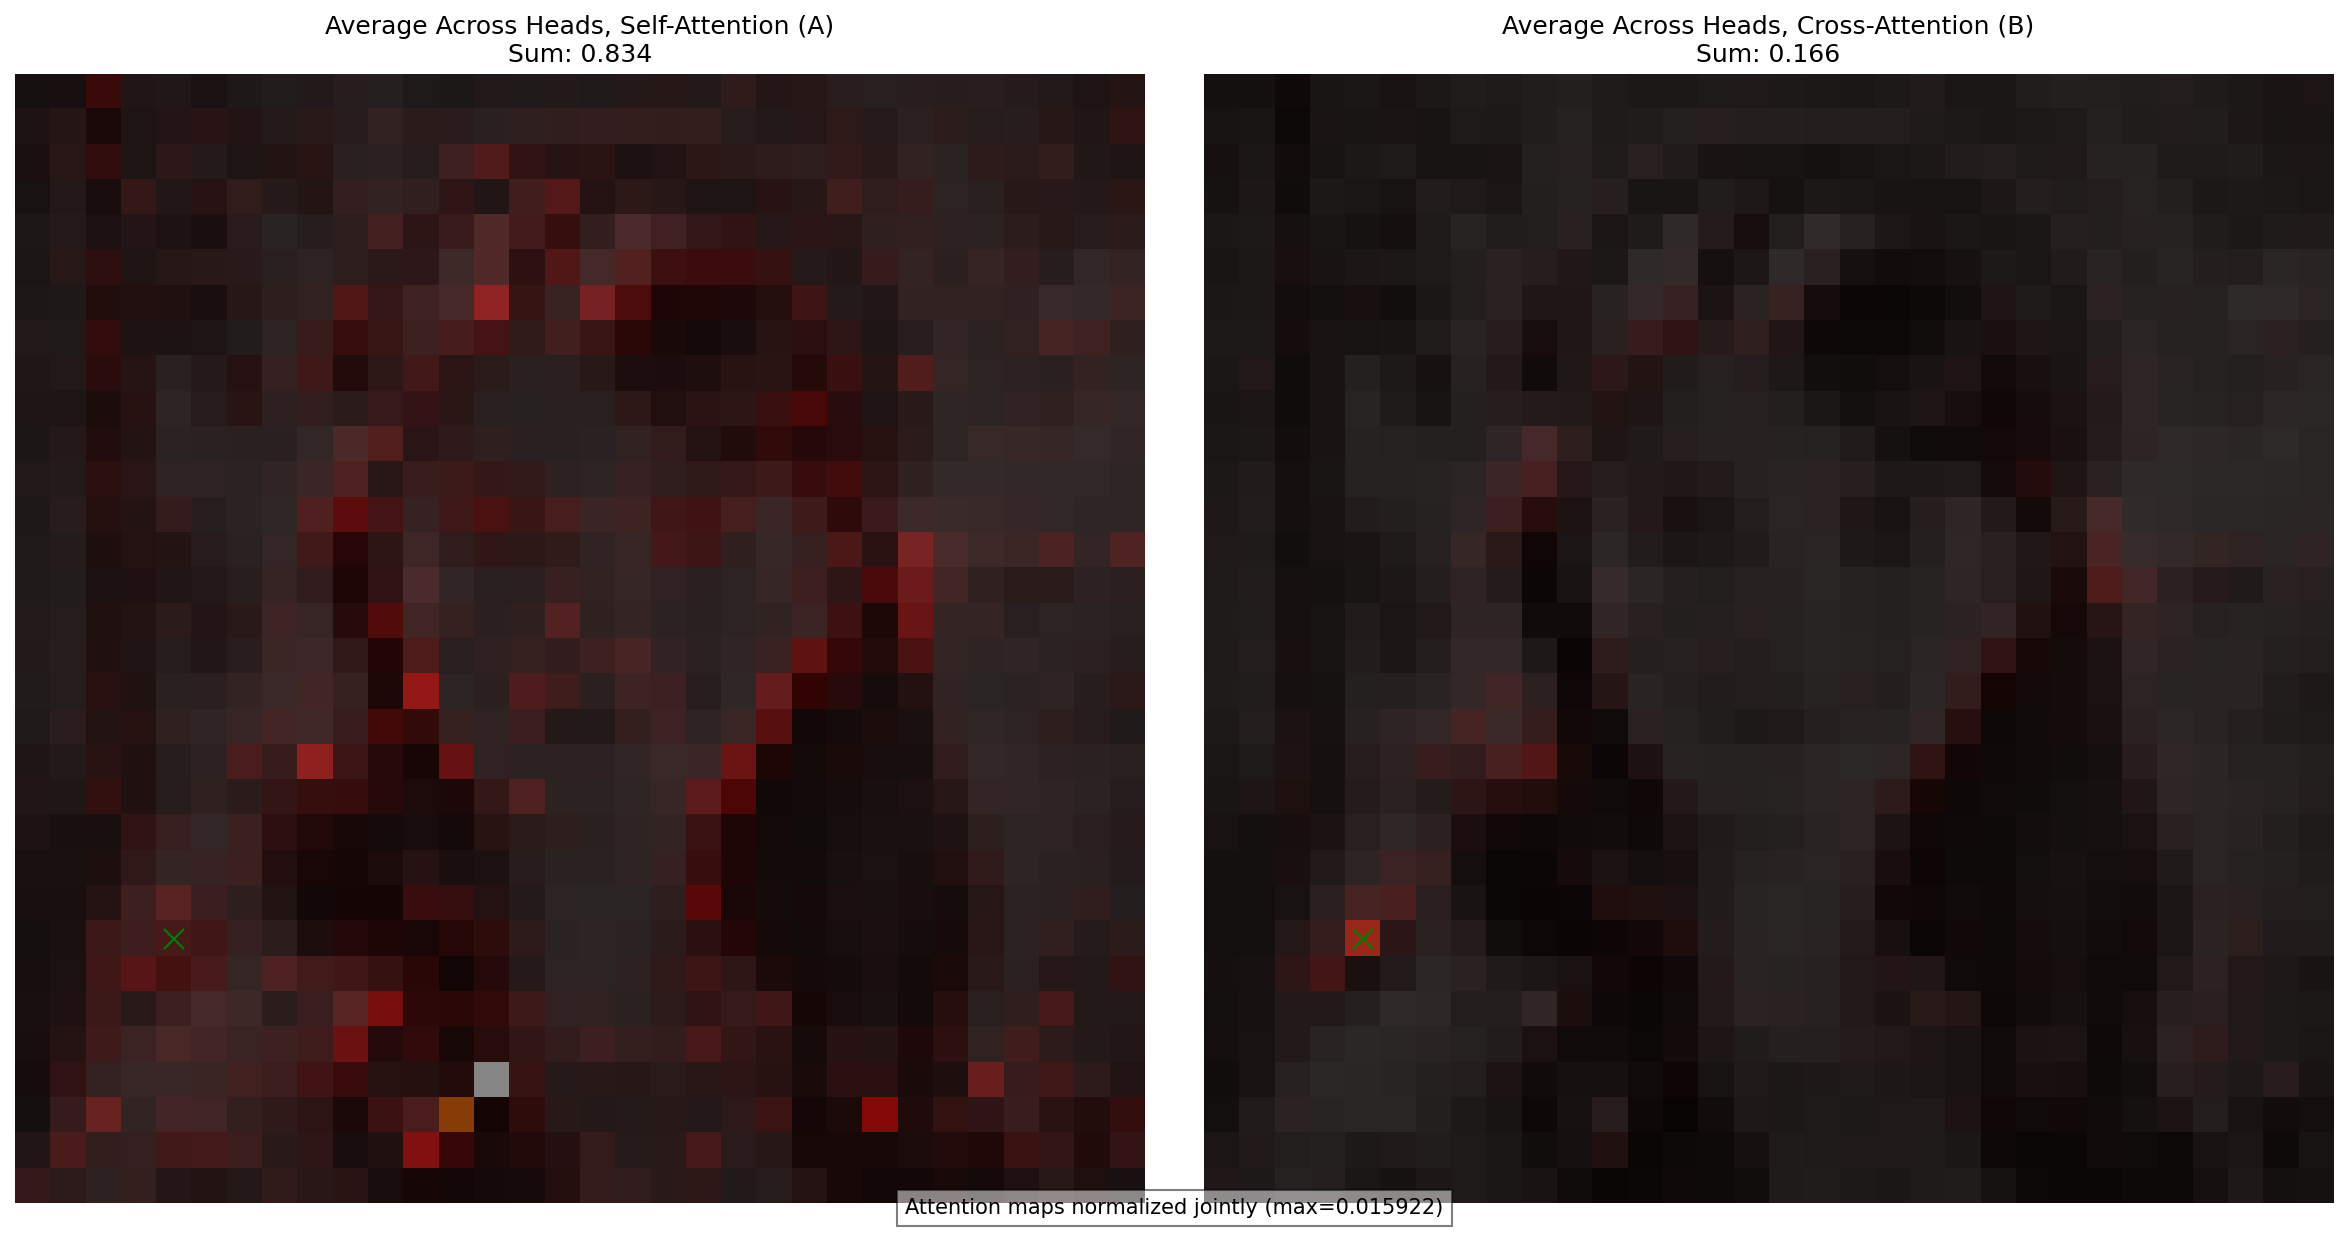 Average Across Heads, Self-Attention (A)
Sum: 0.834
Average Across Heads, Cross-Attention (B)
Sum: 0.166
Attention maps normalized jointly (max=0.015922)